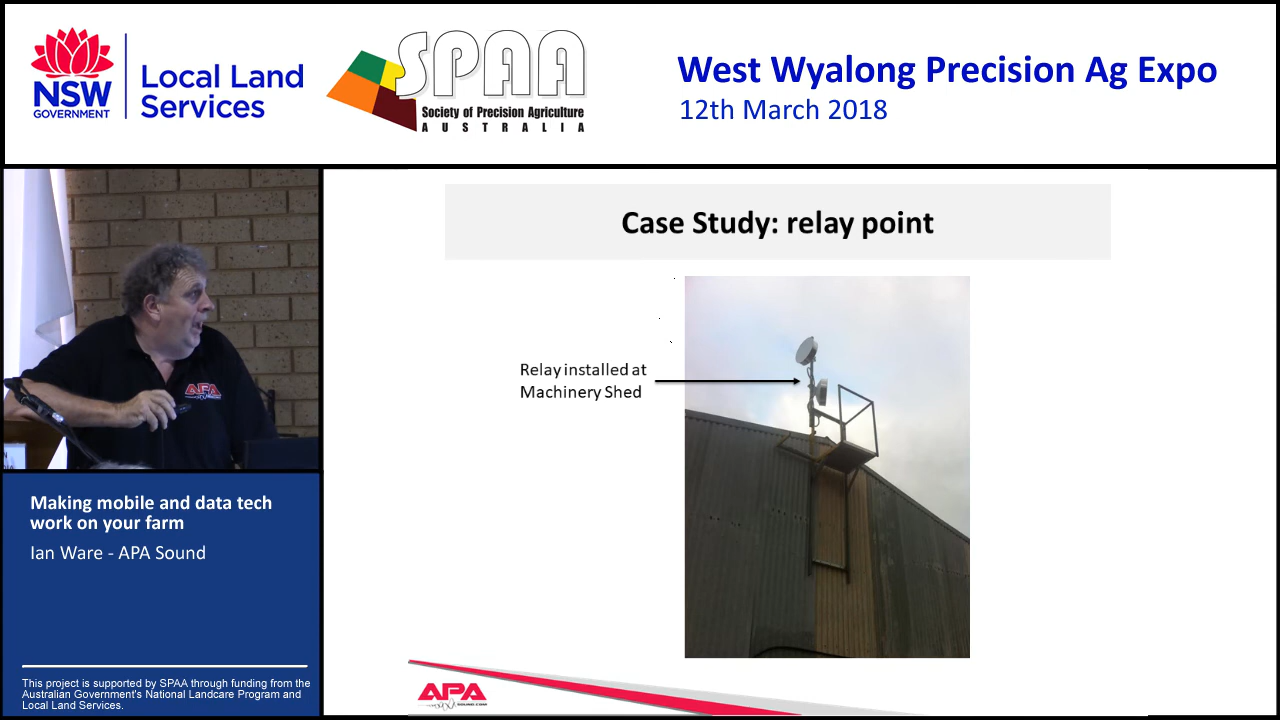 NSW
GOVERNMENT
Local Land
Services
SPAA
Society of Precision Agriculture
AUSTRALIA
West Wyalong Precision Ag Expo
12th March 2018
Case Study: relay point
Relay installed at
Machinery Shed
APA
Making mobile and data tech
work on your farm
Ian Ware - APA Sound
This project is supported by SPAA through funding from the
Australian Government's National Landcare Program and
Local Land Services.
APA
SOUND.COM